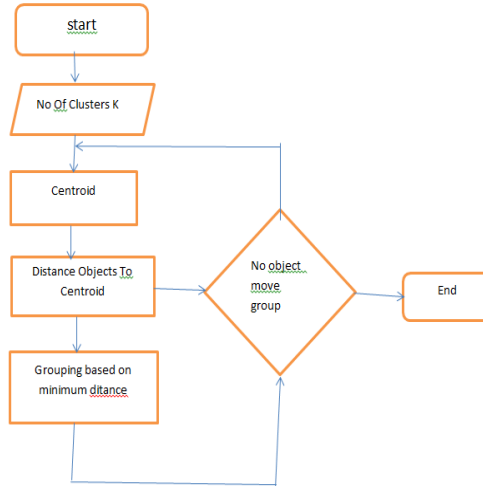 start
No Of Clusters K
Centroid
Distance Objects To
Centroid
Grouping based on
minimum ditance
No object
move
group
End